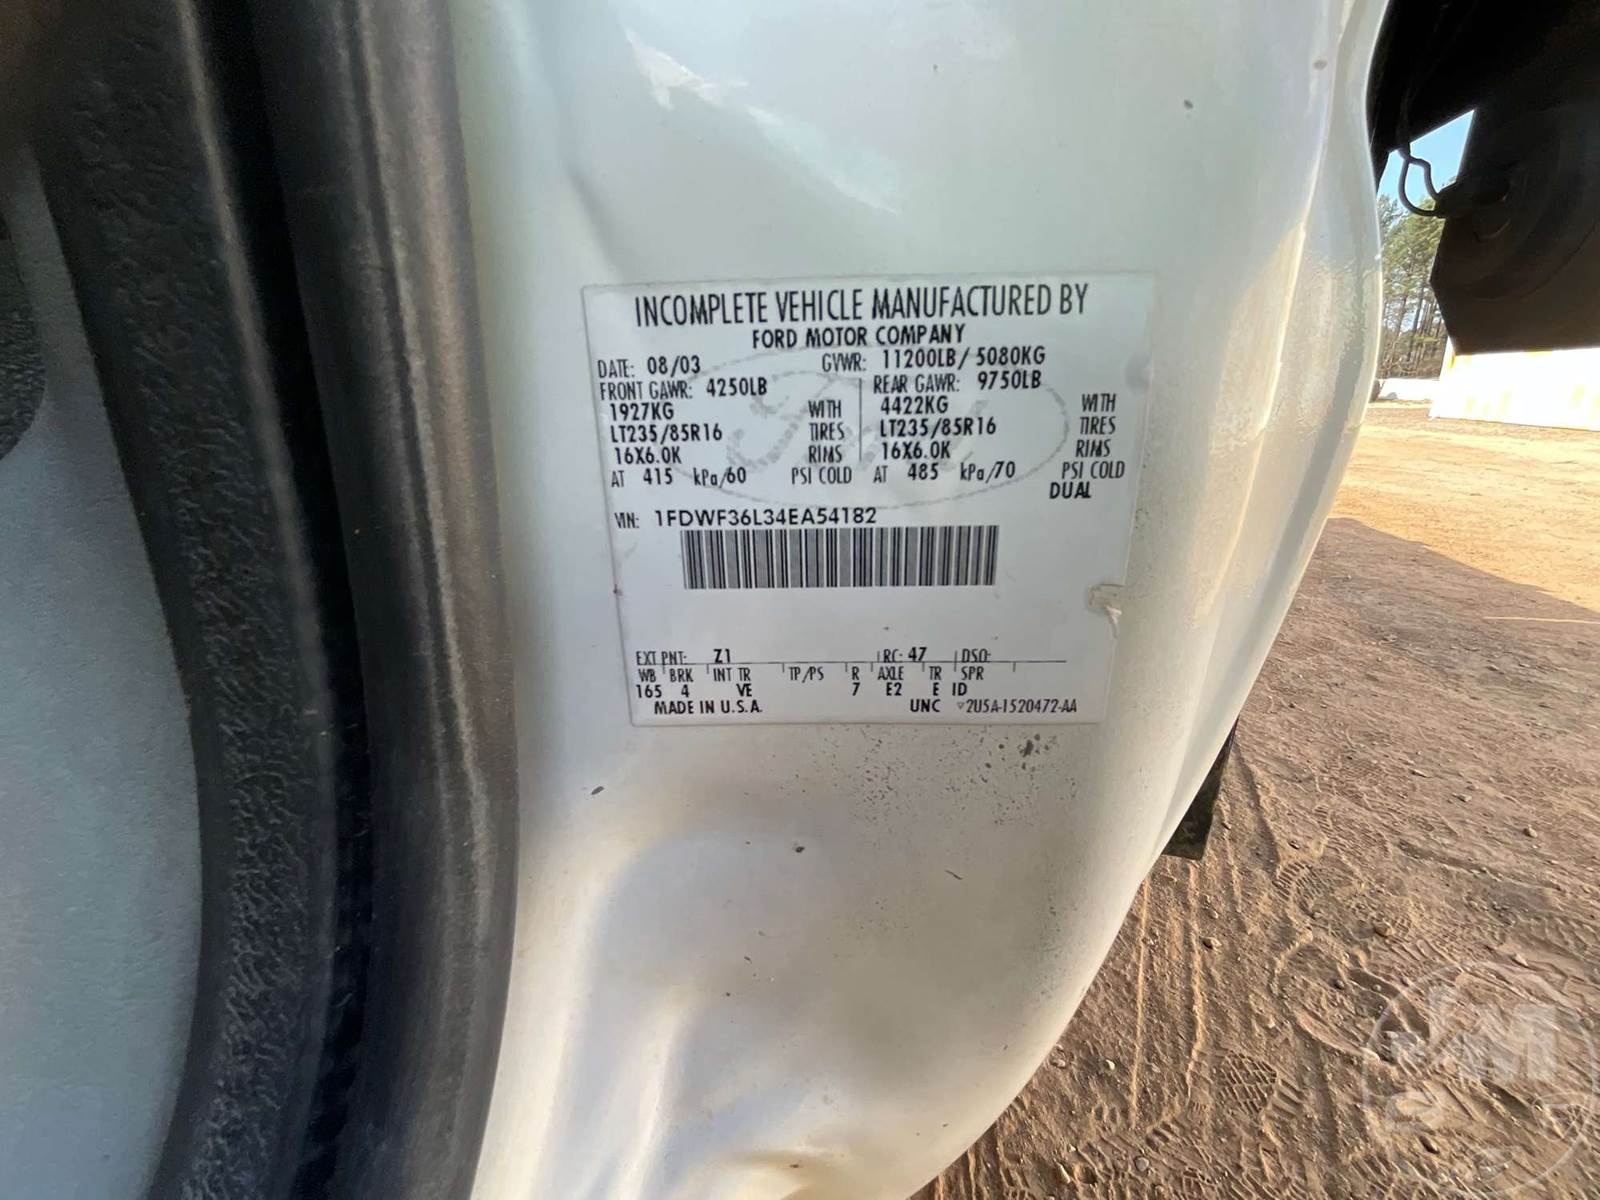 INCOMPLETE VEHICLE MANUFACTURED BY
FORD MOTOR COMPANY
DATE: 08/03 GVWR: 11200LB/ 5080KG
FRONT GAWR: 4250LB REAR GAWR: 9750LB
1927KG WITH 4422KG WITH
LT235/85R16 TIRES LT235/85R16 TIRES
16X6.0K RIMS 16X6.0K RIMS
AT 415 kPa/60 PSI COLD AT 485 kPa/70 PSI COLD
DUAL
VIN: 1FDWF36L34EA54182
EXT PNT: Z1 RC: 47 DSO:
WB BRK INT TR TP/PS R AXLE TR SPR
165 4 VE 7 E2 E ID
MADE IN U.S.A. UNC ▽2U5A-1520472-AA